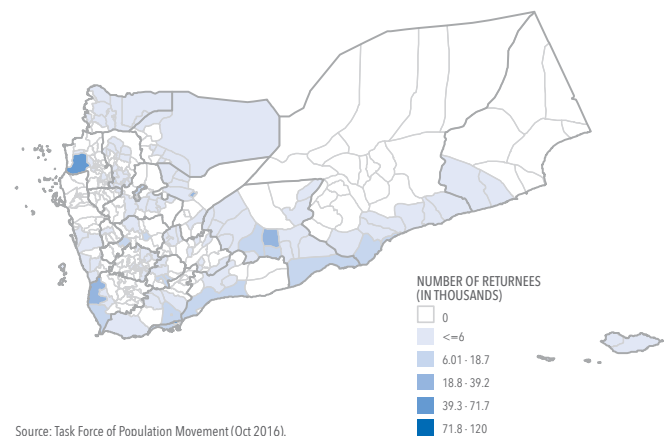 NUMBER OF RETURNEES
(IN THOUSANDS)
0
<=6
6.01 - 18.7
18.8 - 39.2
39.3 - 71.7
71.8 - 120
Source: Task Force of Population Movement (Oct 2016).